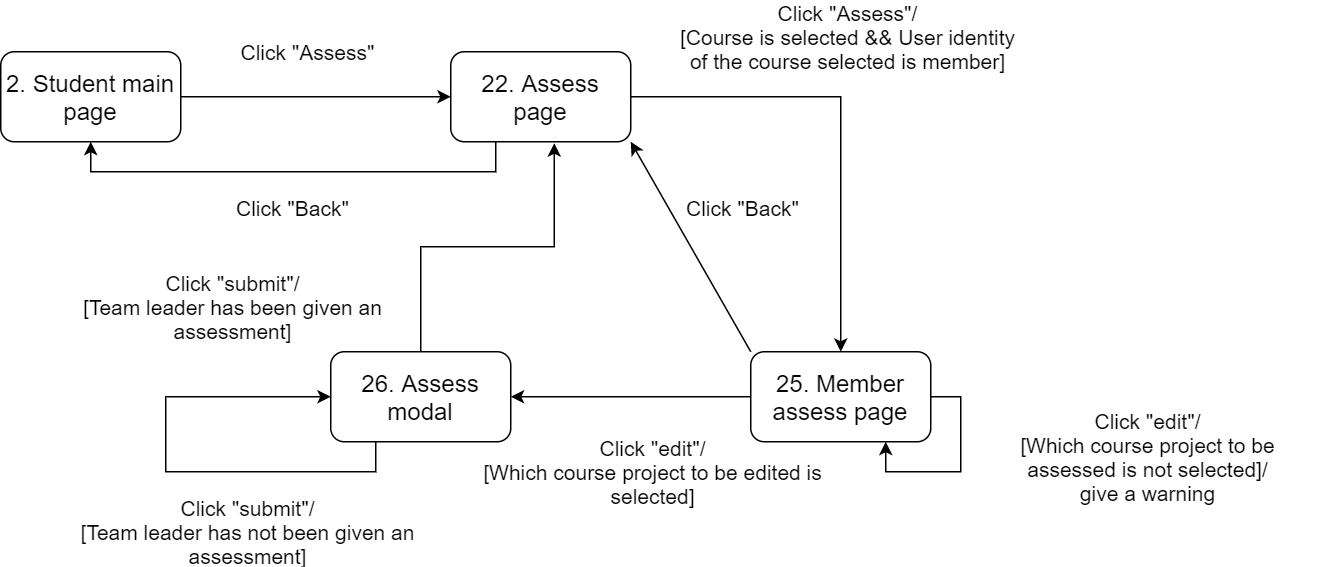 Click "Assess"/
[Course is selected && User identity
of the course selected is member]
Click "Assess"
2. Student main
page
22. Assess
page
Click "Back"
Click "Back"
Click "submit"/
[Team leader has been given an
assessment]
26. Assess
modal
25. Member
assess page
Click "edit"/
[Which course project to be
assessed is not selected]/
give a warning
Click "edit"/
[Which course project to be edited is
selected]
Click "submit"/
[Team leader has not been given an
assessment]